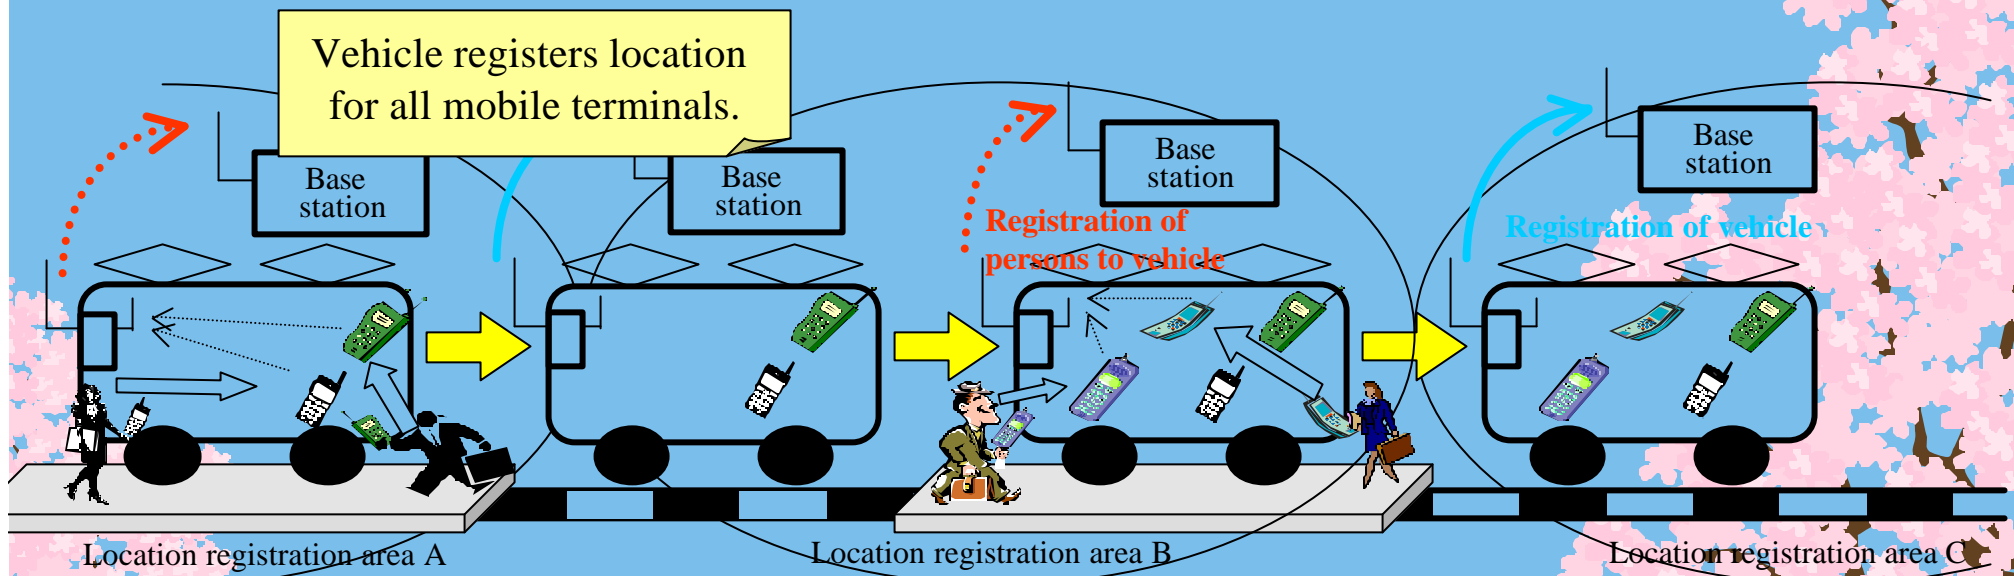 Vehicle registers location
for all mobile terminals.
Base
station
Base
station
Base
station
Base
station
Registration of
persons to vehicle
Registration of vehicle
Location registration area A
Location registration area B
Location registration area C